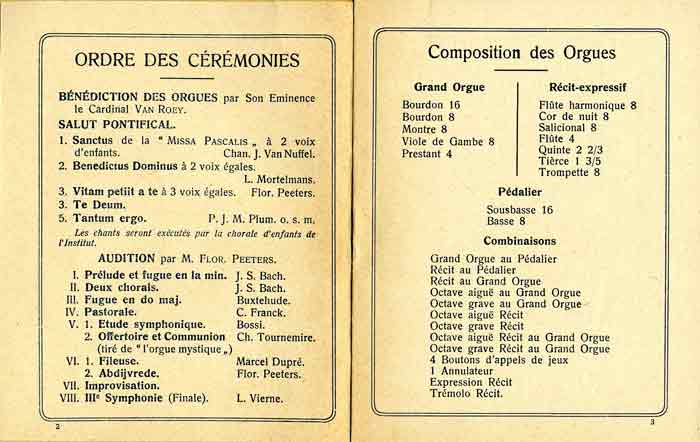 ORDRE DES CÉRÉMONIES
BÉNÉDICTION DES ORGUES par Son Eminence
le Cardinal VAN ROEY.
SALUT PONTIFICAL.
1. Sanctus de la " MISSA PASCALIS „ à 2 voix
d'enfants. Chan. J. Van Nuffel.
2. Benedictus Dominus à 2 voix égales.
L. Mortelmans.
3. Vitam petiit a te à 3 voix égales. Flor. Peeters.
3. Te Deum.
5. Tantum ergo. P. J. M. Plum. o. s. m.
Les chants seront exécutés par la chorale d'enfants de
l'Institut.
AUDITION par M. FLOR. PEETERS.
I. Prélude et fugue en la min. J. S. Bach.
II. Deux chorals. J. S. Bach.
III. Fugue en do maj. Buxtehude.
IV. Pastorale. C. Franck.
V. 1. Etude symphonique. Bossi.
2. Offertoire et Communion Ch. Tournemire.
(tiré de "l'orgue mystique„)
VI. 1. Fileuse. Marcel Dupré.
2. Abdijvrede. Flor. Peeters.
VII. Improvisation.
VIII. IIIe Symphonie (Finale). L. Vierne.
2
Composition des Orgues
Grand Orgue
Bourdon 16
Bourdon 8
Montre 8
Viole de Gambe 8
Prestant 4
Récit-expressif
Flûte harmonique 8
Cor de nuit 8
Salicional 8
Flûte 4
Quinte 2 2/3
Tièrce 1 3/5
Trompette 8
Pédalier
Sousbasse 16
Basse 8
Combinaisons
Grand Orgue au Pédalier
Récit au Pédalier
Récit au Grand Orgue
Octave aiguë au Grand Orgue
Octave grave au Grand Orgue
Octave aiguë Récit
Octave grave Récit
Octave aiguë Récit au Grand Orgue
Octave grave Récit au Grand Orgue
4 Boutons d'appels de jeux
1 Annulateur
Expression Récit
Trémolo Récit.
3